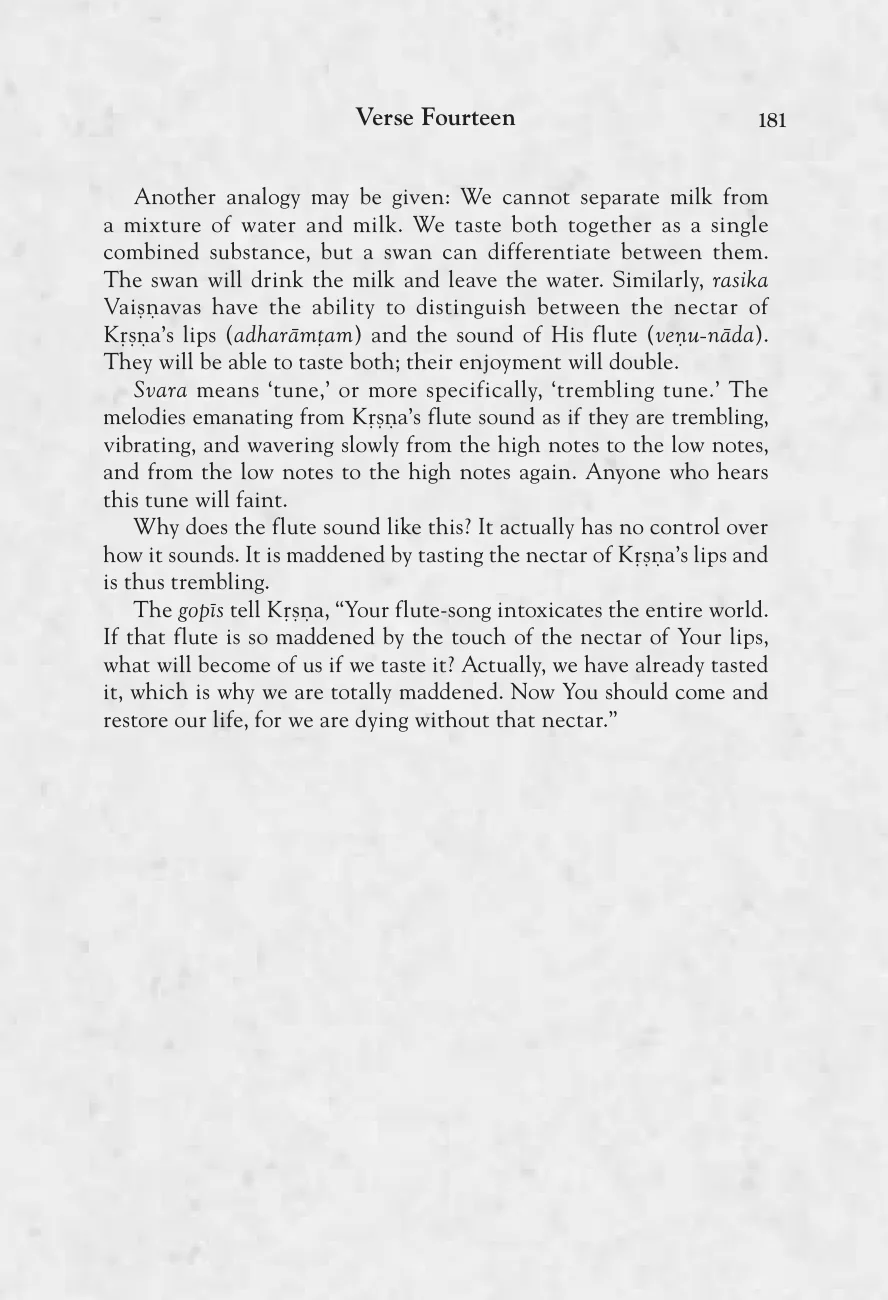 Verse Fourteen 181
Another analogy may be given: We cannot separate milk from
a mixture of water and milk. We taste both together as a single
combined substance, but a swan can differentiate between them.
The swan will drink the milk and leave the water. Similarly, rasika
Vaiṣṇavas have the ability to distinguish between the nectar of
Kṛṣṇa’s lips (adharāmṭam) and the sound of His flute (veṇu-nāda).
They will be able to taste both; their enjoyment will double.
Svara means ‘tune,’ or more specifically, ‘trembling tune.’ The
melodies emanating from Kṛṣṇa’s flute sound as if they are trembling,
vibrating, and wavering slowly from the high notes to the low notes,
and from the low notes to the high notes again. Anyone who hears
this tune will faint.
Why does the flute sound like this? It actually has no control over
how it sounds. It is maddened by tasting the nectar of Kṛṣṇa’s lips and
is thus trembling.
The gopīs tell Kṛṣṇa, “Your flute-song intoxicates the entire world.
If that flute is so maddened by the touch of the nectar of Your lips,
what will become of us if we taste it? Actually, we have already tasted
it, which is why we are totally maddened. Now You should come and
restore our life, for we are dying without that nectar.”